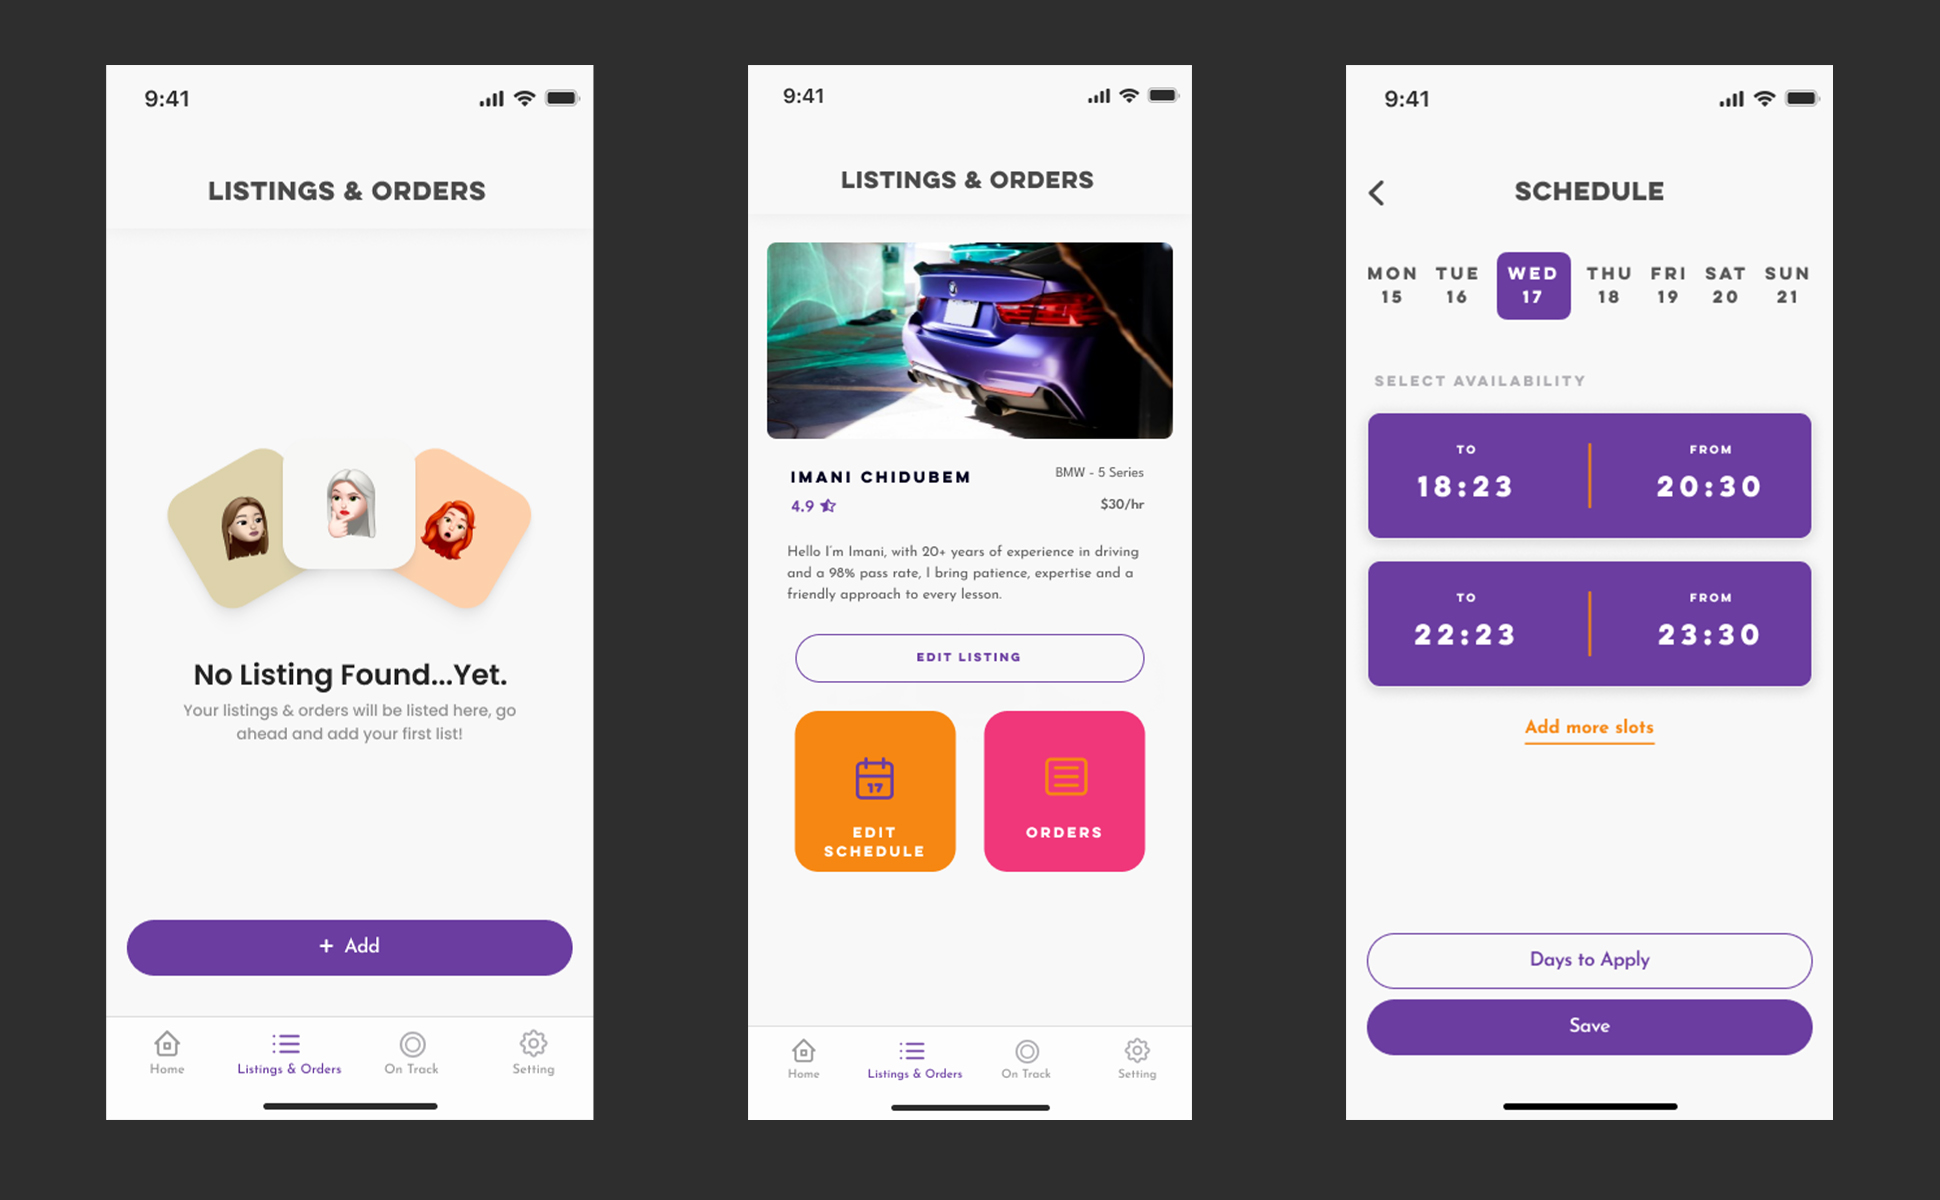 9:41
LISTINGS & ORDERS
No Listing Found...Yet.
Your listings & orders will be listed here, go
ahead and add your first list!
+ Add
Home
Listings & Orders
On Track
Setting
9:41
LISTINGS & ORDERS
IMANI CHIDUBEM
BMW - 5 Series
4.9
$30/hr
Hello I'm Imani, with 20+ years of experience in driving
and a 98% pass rate, I bring patience, expertise and a
friendly approach to every lesson.
EDIT LISTING
17
EDIT
SCHEDULE
ORDERS
Home
Listings & Orders
On Track
Setting
9:41
SCHEDULE
MON TUE WED THU FRI SAT SUN
15 16 17 18 19 20 21
SELECT AVAILABILITY
TO FROM
18:23 20:30
TO FROM
22:23 23:30
Add more slots
Days to Apply
Save